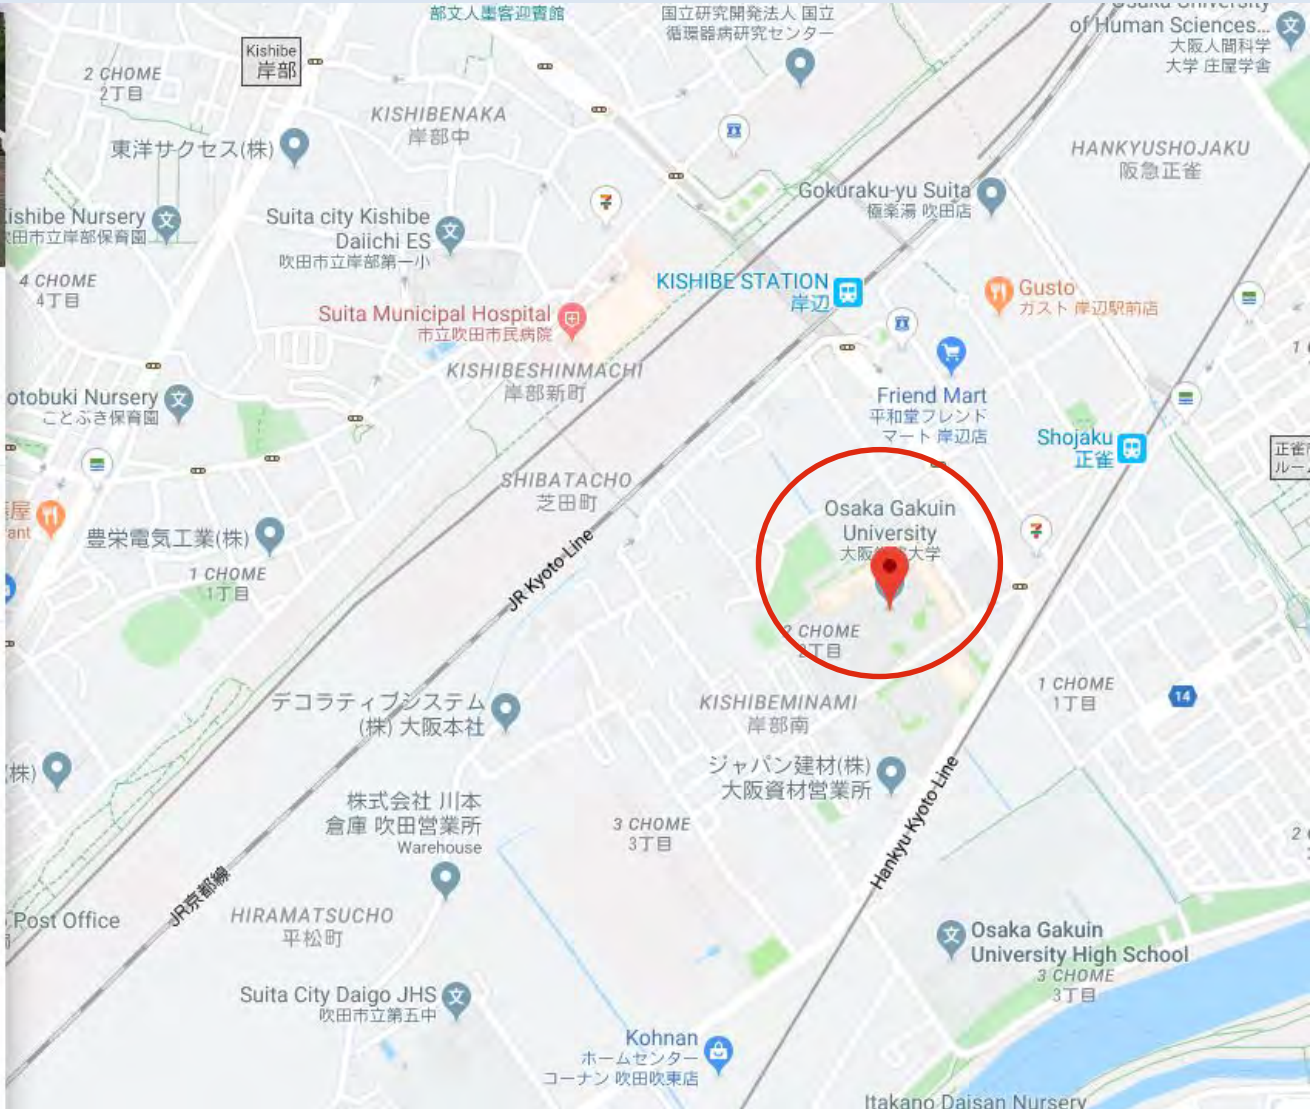 部文人墨客迎賓館
国立研究開発法人 国立
循環器病研究センター
of Human Sciences...
大阪人間科学
大学 庄屋学舎
Kishibe
岸部
2 CHOME
2丁目
KISHIBENAKA
岸部中
東洋サクセス(株)
HANKYUSHOJAKU
阪急正雀
Gokuraku-yu Suita
極楽湯 吹田店
ishibe Nursery
吹田市立岸部保育園
Suita city Kishibe
Daiichi ES
吹田市立岸部第一小
4 CHOME
4丁目
KISHIBE STATION
岸辺
Gusto
ガスト 岸辺駅前店
Suita Municipal Hospital
市立吹田市民病院
KISHIBESHINMACHI
岸部新町
otobuki Nursery
ことぶき保育園
Friend Mart
平和堂フレンド
マート 岸辺店
Shojaku
正雀
SHIBATACHO
芝田町
Osaka Gakuin
University
豊栄電気工業(株)
1 CHOME
1丁目
JR Kyoto Line
CHOME
丁目
デコラティブシステム
(株) 大阪本社
KISHIBEMINAMI
岸部南
1 CHOME
1丁目
14
ジャパン建材(株)
大阪資材営業所
株)
株式会社 川本
倉庫 吹田営業所
Warehouse
3 CHOME
3丁目
Hankyu Kyoto Line
JR京都線
Post Office
HIRAMATSUCHO
平松町
Osaka Gakuin
University High School
3 CHOME
3丁目
Suita City Daigo JHS
吹田市立第五中
Kohnan
ホームセンター
コーナン 吹田吹東店
Itakano Daisan Nursery